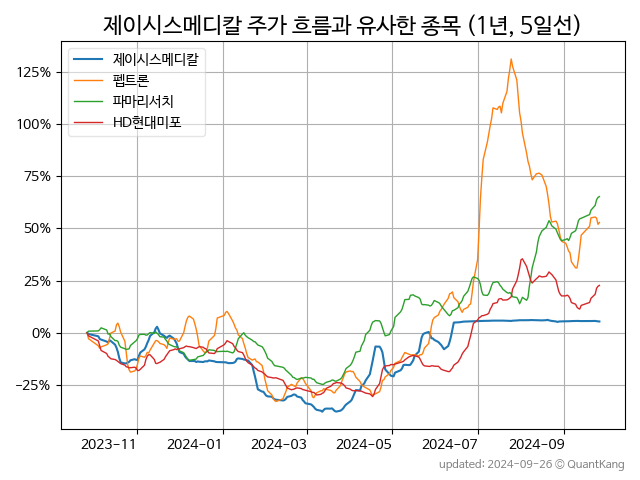 제이시스메디칼 주가 흐름과 유사한 종목 (1년, 5일선)
제이시스메디칼
펩트론
파마리서치
HD현대미포
125%
100%
75%
50%
25%
0%
−25%
2023−11
2024−01
2024−03
2024−05
2024−07
2024−09
updated: 2024−09−26 © QuantKang